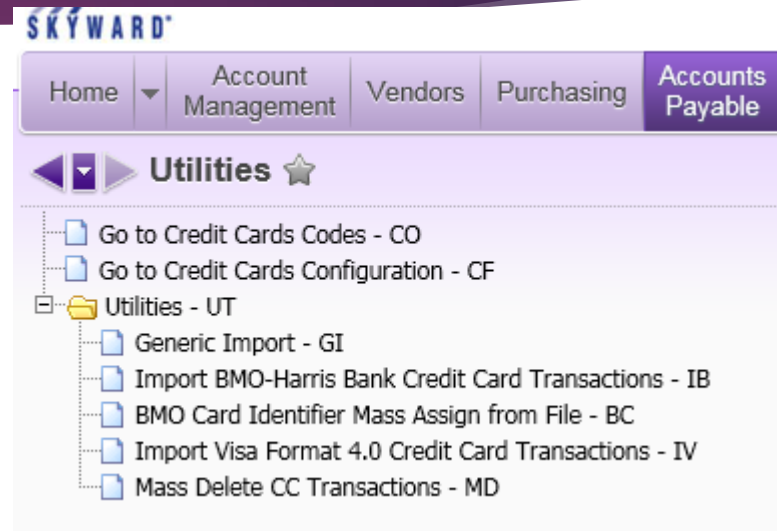 SKYWARD
Home
Account
Management
Vendors
Purchasing
Accounts
Payable
Utilities
Go to Credit Cards Codes - CO
Go to Credit Cards Configuration - CF
Utilities - UT
Generic Import - GI
Import BMO-Harris Bank Credit Card Transactions - IB
BMO Card Identifier Mass Assign from File - BC
Import Visa Format 4.0 Credit Card Transactions - IV
Mass Delete CC Transactions - MD